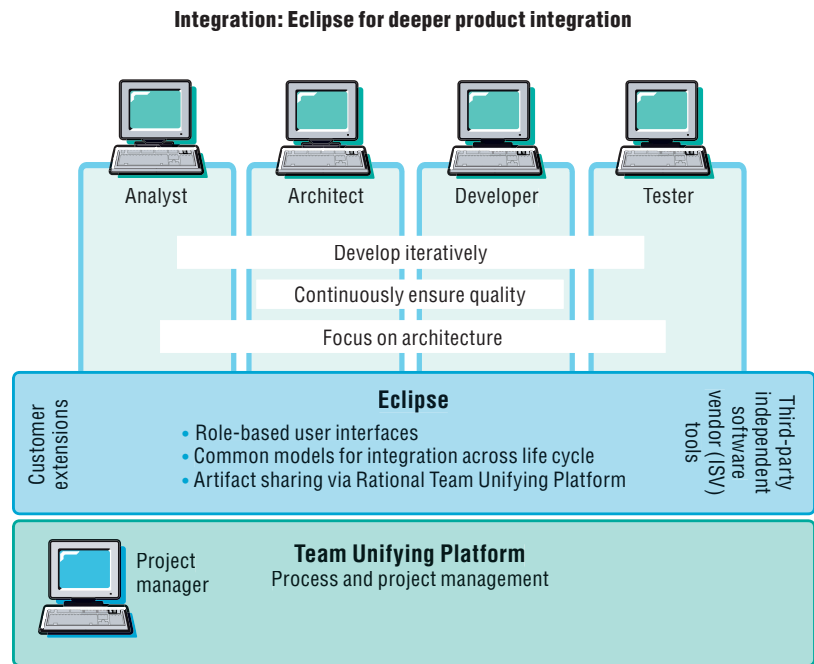 Integration: Eclipse for deeper product integration
Analyst
Architect
Developer
Tester
Develop iteratively
Continuously ensure quality
Focus on architecture
Customer
extensions
Eclipse
• Role-based user interfaces
• Common models for integration across life cycle
• Artifact sharing via Rational Team Unifying Platform
Third-party
independent
software
vendor (ISV)
tools
Project
manager
Team Unifying Platform
Process and project management